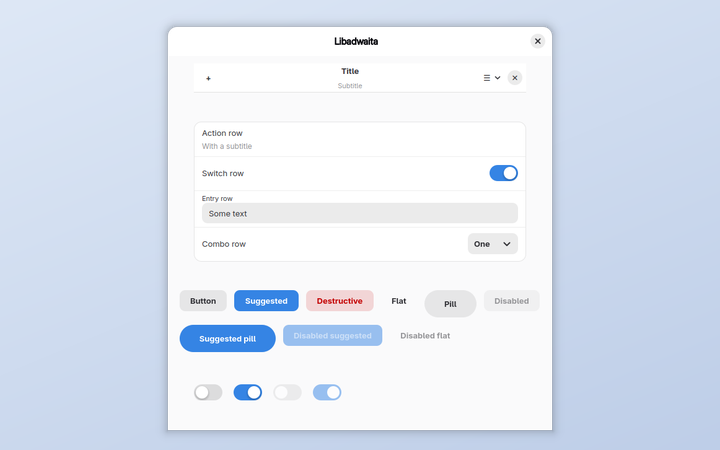 Libadwaita
Title
Subtitle
Action row
With a subtitle
Switch row
Entry row
Some text
Combo row One
Button Suggested Destructive Flat Pill Disabled
Suggested pill Disabled suggested Disabled flat